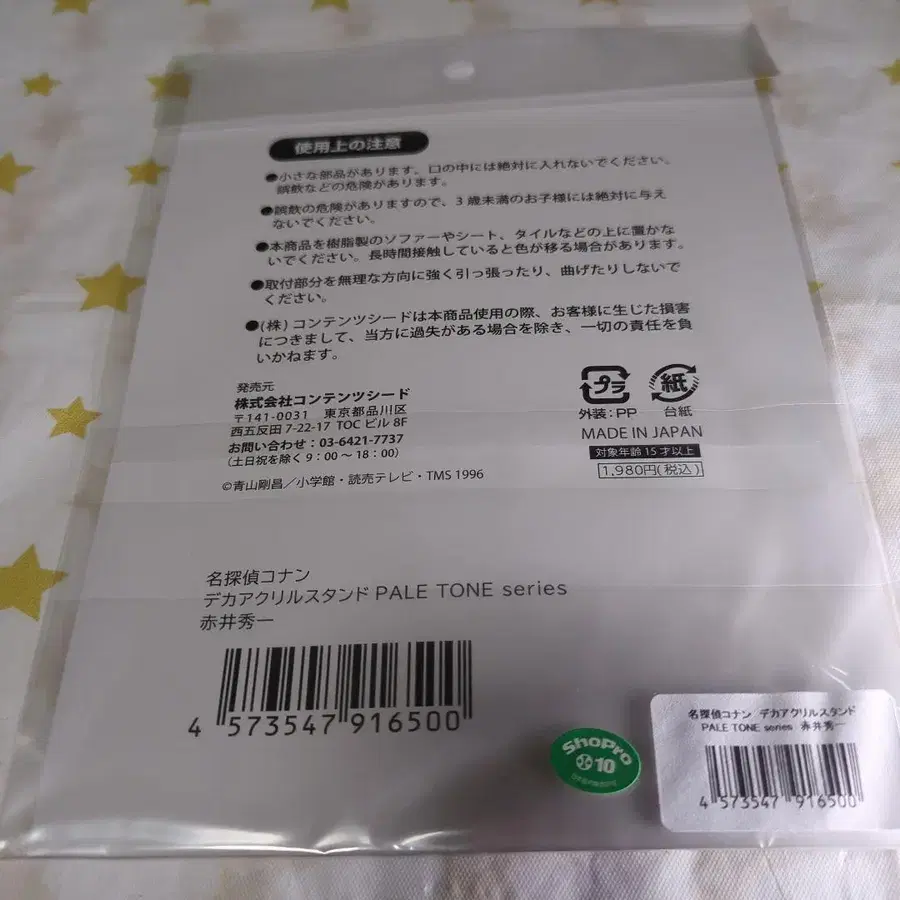 使用上の注意
●小さな部品があります。口の中には絶対に入れないでください。
誤飲などの危険があります。
●誤飲の危険がありますので、3歳未満のお子様には絶対に与え
ないでください。
●本商品を樹脂製のソファーやシート、タイルなどの上に置かな
いでください。長時間接触していると色が移る場合があります。
●取付部分を無理な方向に強く引っ張ったり、曲げたりしないで
ください。
●(株)コンテンツシードは本商品使用の際、お客様に生じた損害
につきまして、当方に過失がある場合を除き、一切の責任を負
いかねます。
発売元
株式会社コンテンツシード
〒141-0031 東京都品川区
西五反田 7-22-17 TOC ビル 8F
お問い合わせ:03-6421-7737
(土日祝を除く 9:00～18:00)
©青山剛昌／小学館・読売テレビ・TMS 1996
プラ 紙
外装:PP 台紙
MADE IN JAPAN
対象年齢 15才以上
1,980円(税込)
名探偵コナン
デカアクリルスタンド PALE TONE series
赤井秀一
4 573547 916500
ShoPro
10
名探偵コナン デカアクリルスタンド
PALE TONE series 赤井秀一
4 573547 916500